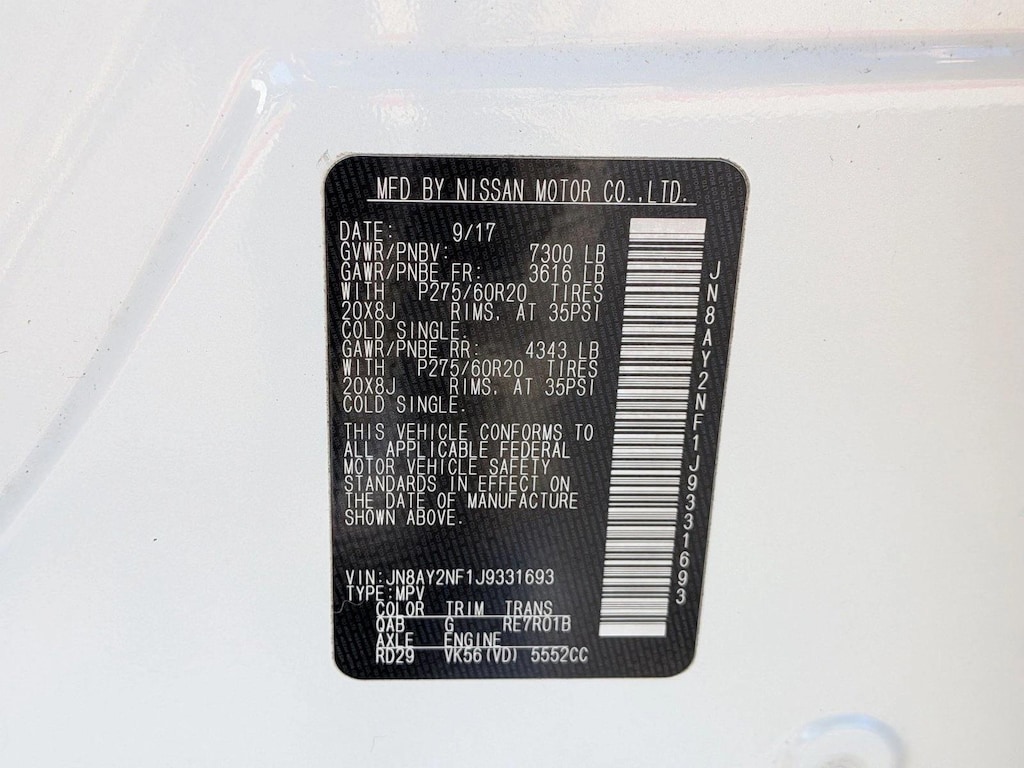 MFD BY NISSAN MOTOR CO.,LTD.
DATE: 9/17
GVWR/PNBV: 7300 LB
GAWR/PNBE FR: 3616 LB
WITH P275/60R20 TIRES
20X8J RIMS, AT 35PSI
COLD SINGLE.
GAWR/PNBE RR: 4343 LB
WITH P275/60R20 TIRES
20X8J RIMS, AT 35PSI
COLD SINGLE.
THIS VEHICLE CONFORMS TO
ALL APPLICABLE FEDERAL
MOTOR VEHICLE SAFETY
STANDARDS IN EFFECT ON
THE DATE OF MANUFACTURE
SHOWN ABOVE.
VIN:JN8AY2NF1J9331693
TYPE:MPV
COLOR TRIM TRANS
QAB G RE7R01B
AXLE ENGINE
RD29 VK56(VD) 5552CC
JN8AY2NF1J9331693